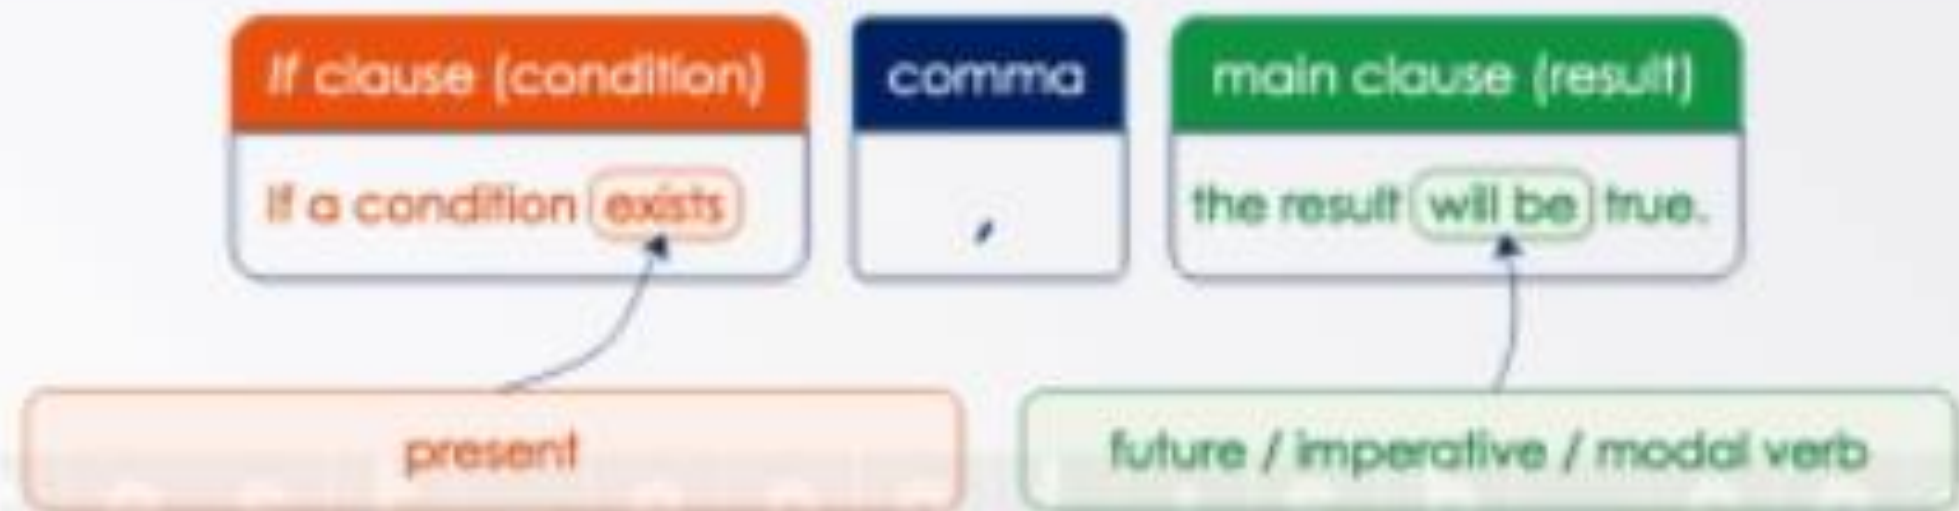 If clause (condition)
comma
main clause (result)
If a condition exists
,
the result will be true.
present
future / imperative / modal verb